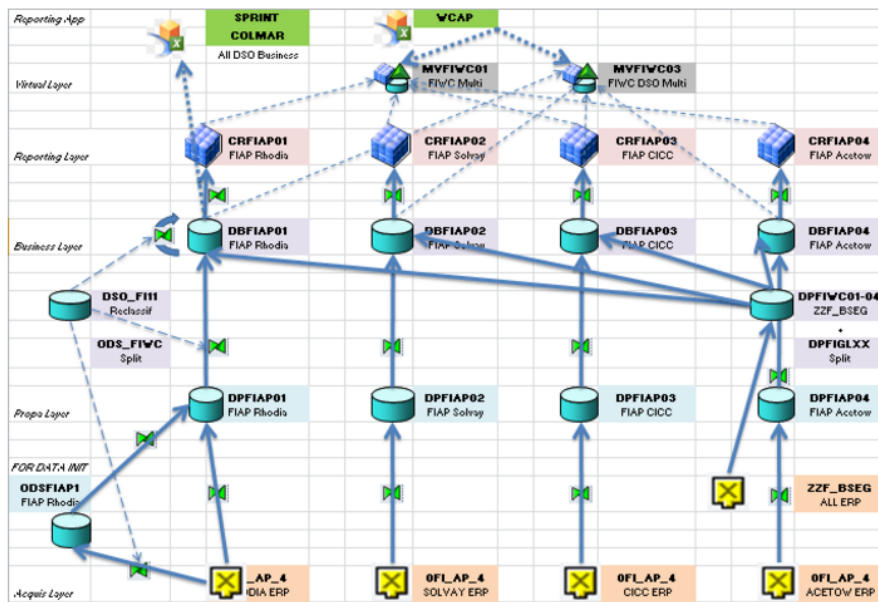 Reporting App
SPRINT
COLMAR
All DSO Business
WCAP
Virtual Layer
MVFIWC01
FIWC Multi
MVFIWC03
FIWC DSO Multi
Reporting Layer
CRFIAP01
FIAP Rhodia
CRFIAP02
FIAP Solvay
CRFIAP03
FIAP CICC
CRFIAP04
FIAP Acetow
Business Layer
DBFIAP01
FIAP Rhodia
DBFIAP02
FIAP Solvay
DBFIAP03
FIAP CICC
DBFIAP04
FIAP Acetow
DSO_FI11
Reclassif
ODS_FIWC
Split
DPFIWC01-04
ZZF_BSEG
+
DPFIGLXX
Split
Propa Layer
DPFIAP01
FIAP Rhodia
DPFIAP02
FIAP Solvay
DPFIAP03
FIAP CICC
DPFIAP04
FIAP Acetow
FOR DATA INIT
ODSFIAP1
FIAP Rhodia
ZZF_BSEG
ALL ERP
Acquis Layer
_AP_4
DIA ERP
0FI_AP_4
SOLVAY ERP
0FI_AP_4
CICC ERP
0FI_AP_4
ACETOW ERP